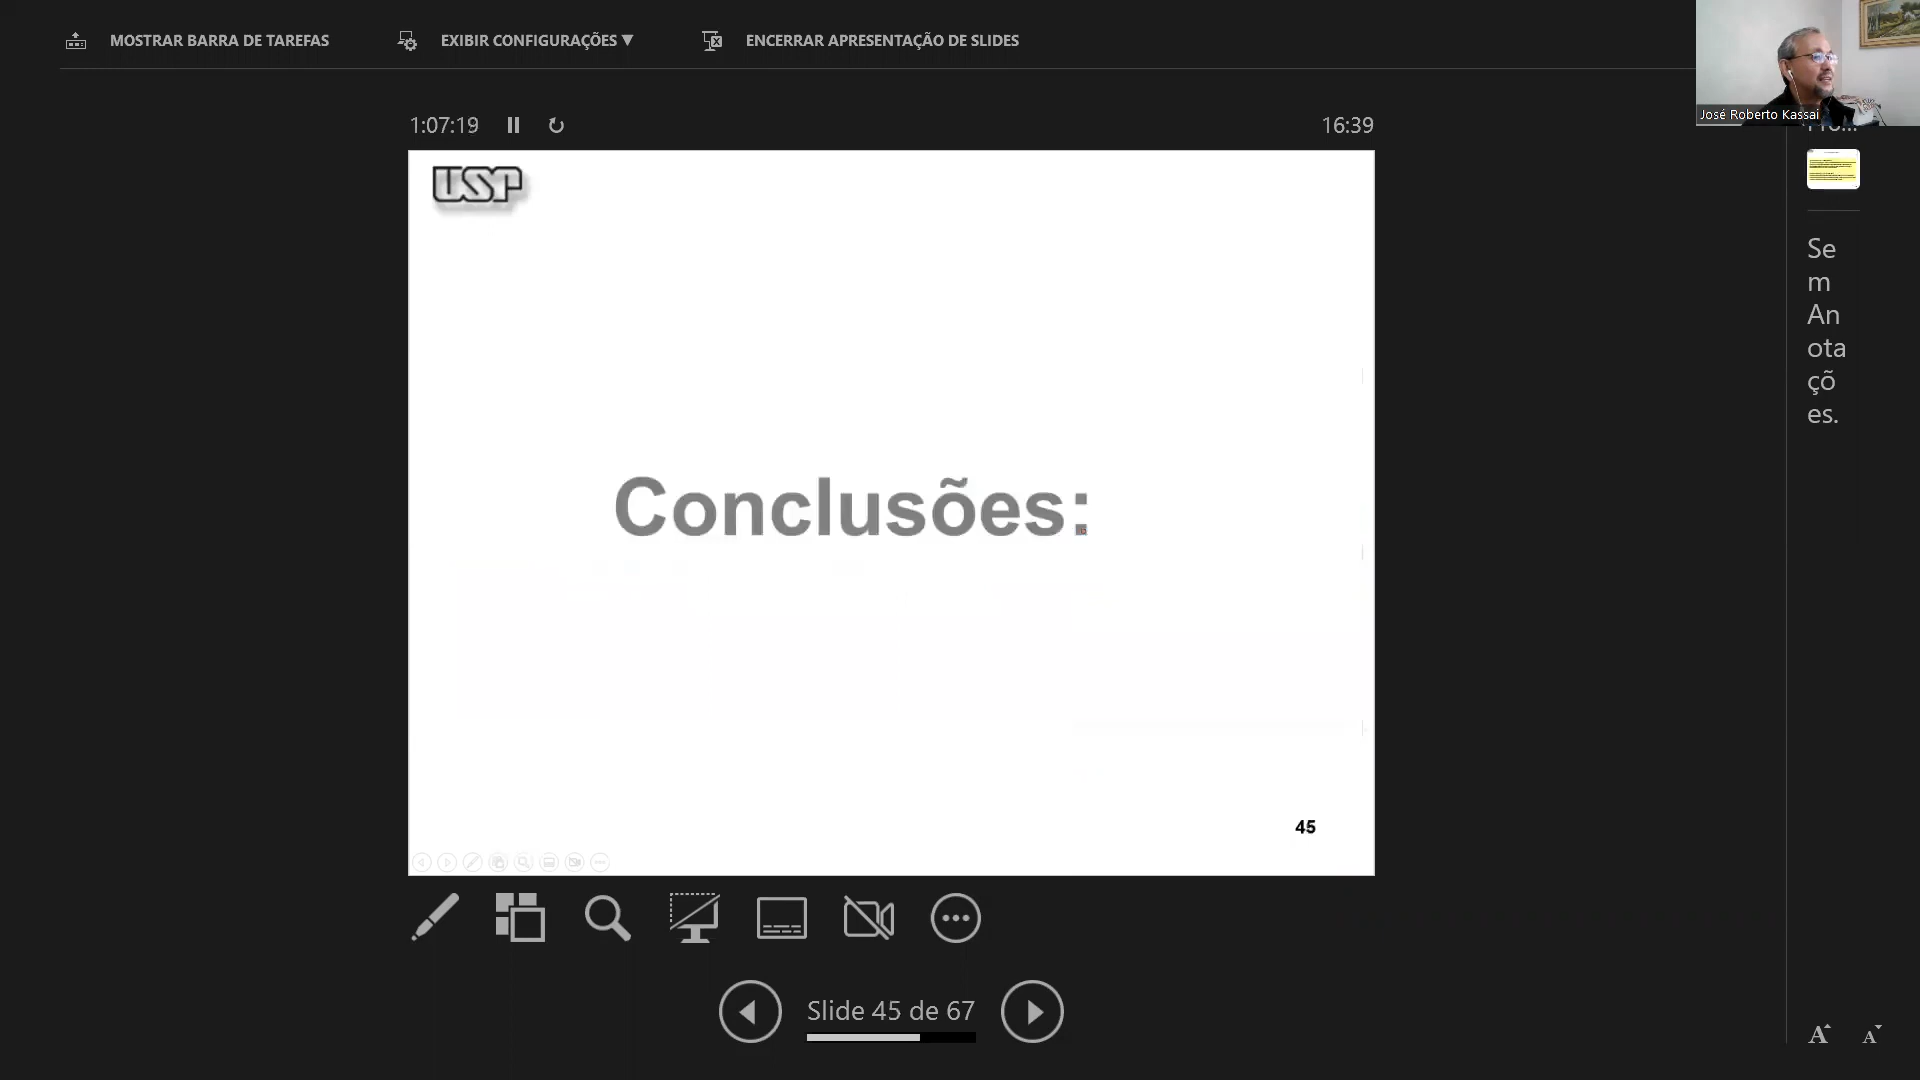 MOSTRAR BARRA DE TAREFAS
EXIBIR CONFIGURAÇÕES ▼
ENCERRAR APRESENTAÇÃO DE SLIDES
José Roberto Kassai
1:07:19
16:39
USP
Conclusões:
45
Slide 45 de 67
Se
m
An
ota
çõ
es.
A
A